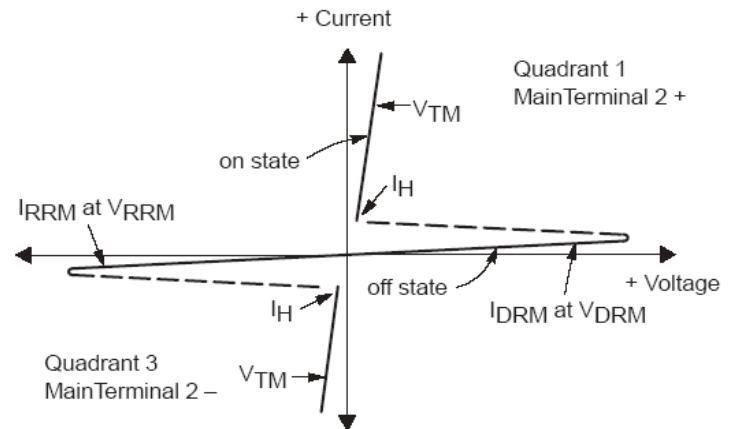 + Current
Quadrant 1
MainTerminal 2 +
VTM
on state
IH
IRRM at VRRM
+ Voltage
off state
IDRM at VDRM
IH
Quadrant 3
MainTerminal 2 –
VTM